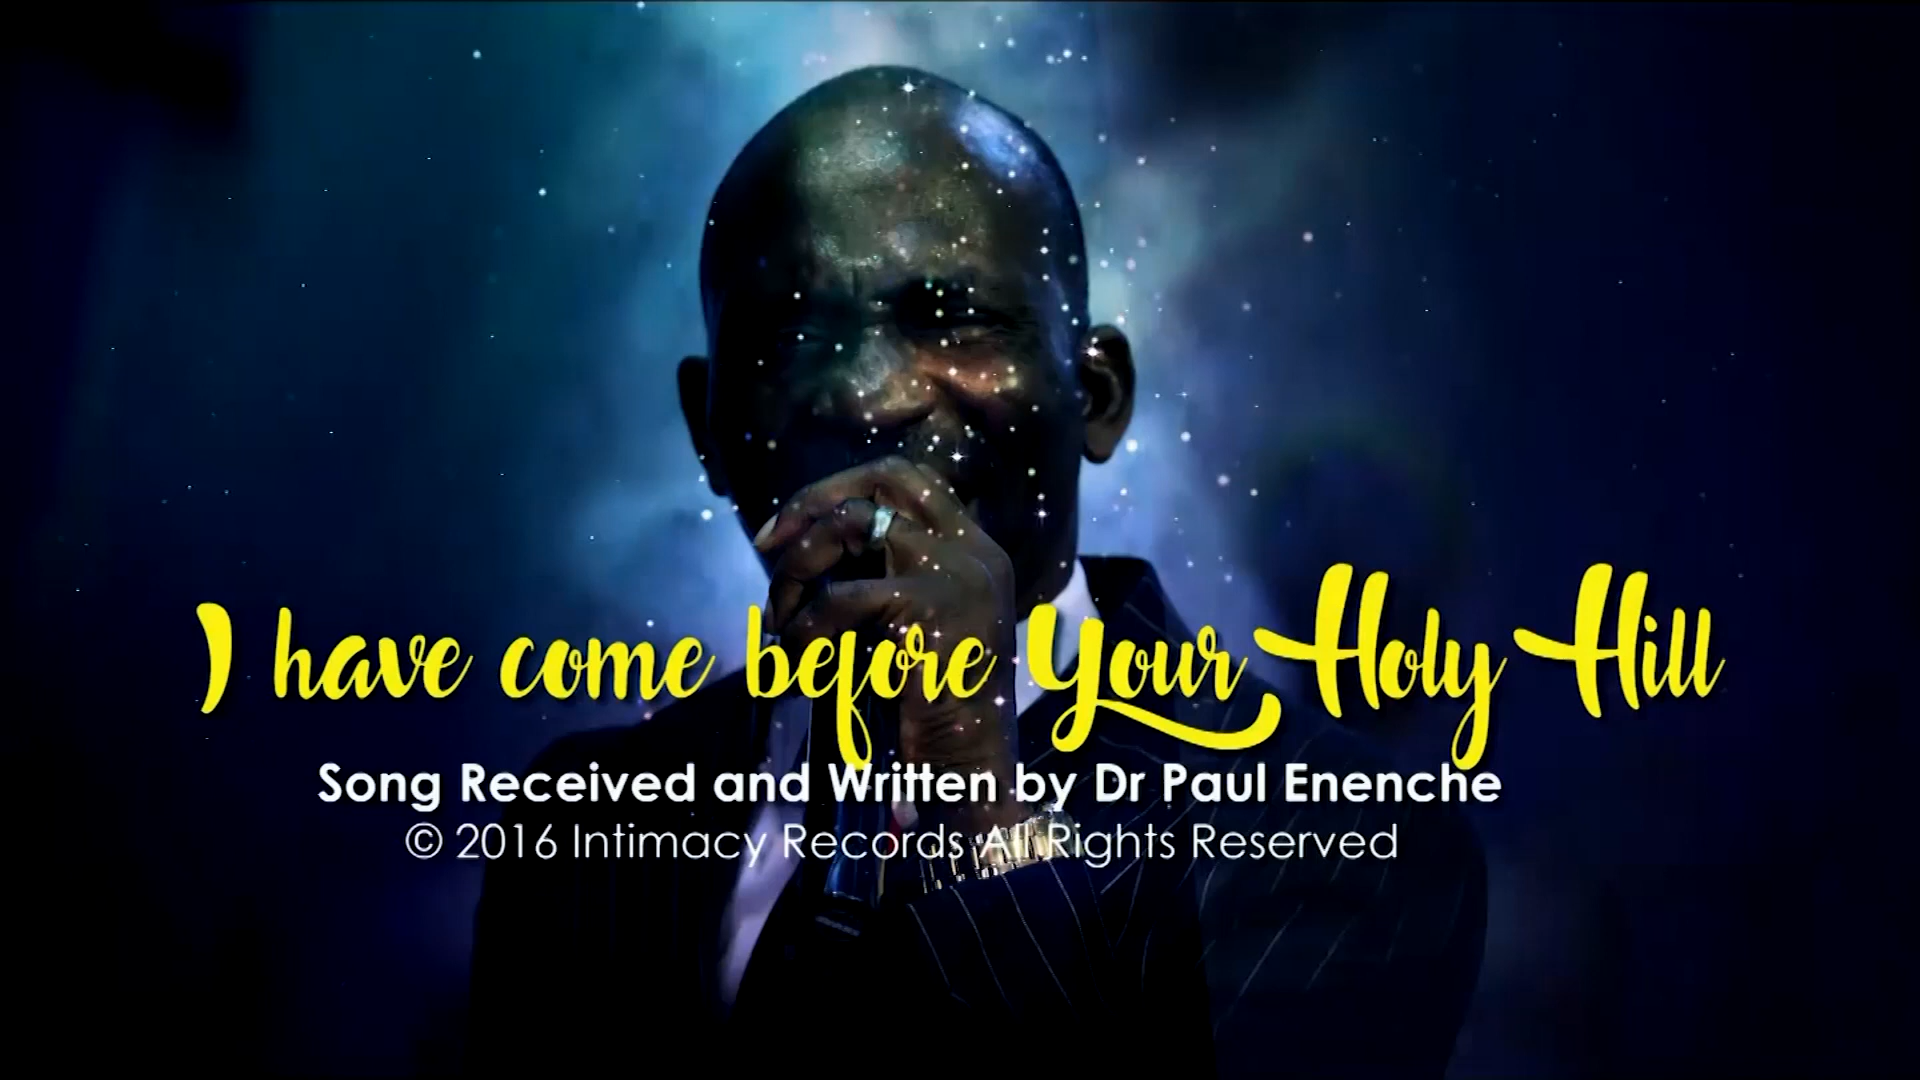 I have come before Your Holy Hill
Song Received and Written by Dr Paul Enenche
© 2016 Intimacy Records All Rights Reserved